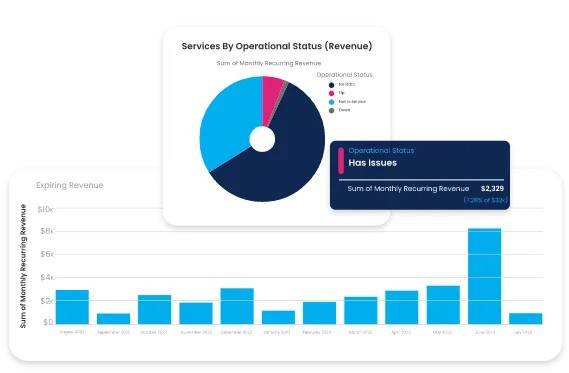 Services By Operational Status (Revenue)
Sum of Monthly Recurring Revenue
Operational Status
No Data
Up
Not In Service
Down
Operational Status
Has Issues
Sum of Monthly Recurring Revenue $2,329
(7.28% of $32K)
Expiring Revenue
Sum of Monthly Recurring Revenue
$10K
$8K
$6K
$4K
$2K
$0
August 2022 September 2022 October 2022 November 2022 December 2022 January 2023 February 2023 March 2023 April 2023 May 2023 June 2023 July 2023